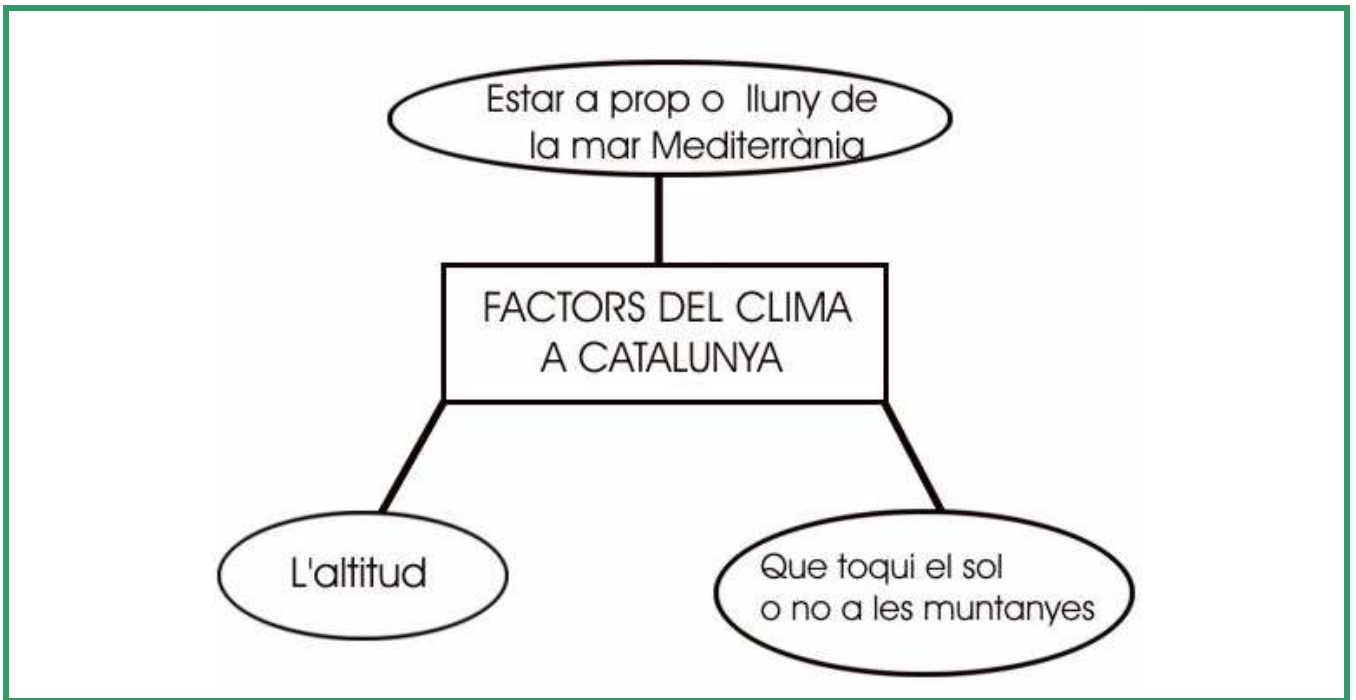 Estar a prop o lluny de
la mar Mediterrània
FACTORS DEL CLIMA
A CATALUNYA
L'altitud
Que toqui el sol
o no a les muntanyes